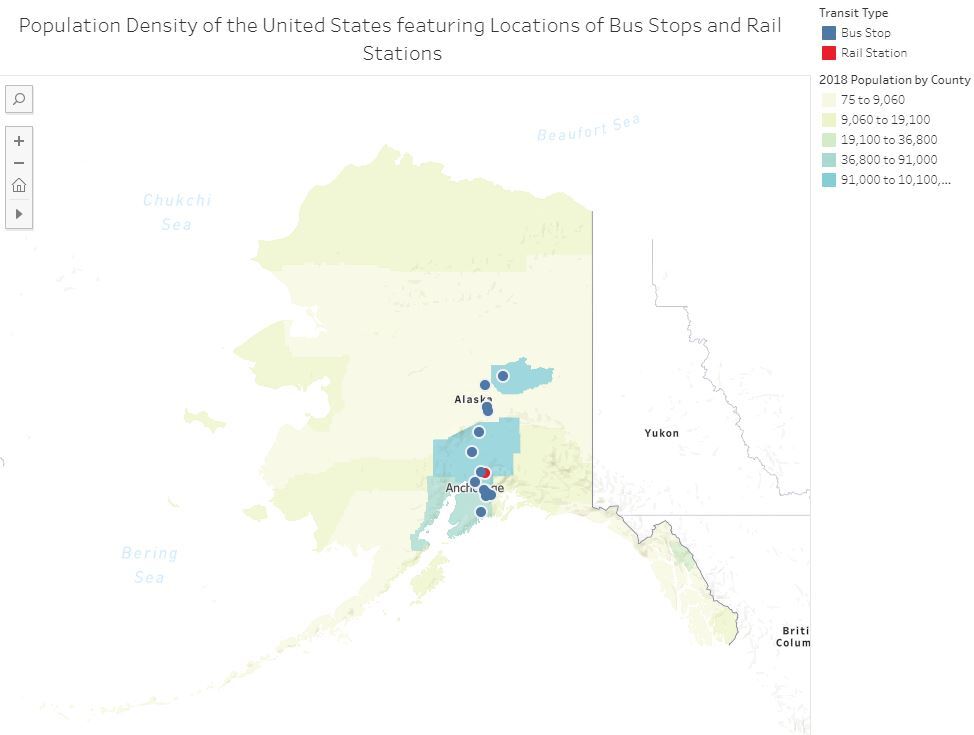 Population Density of the United States featuring Locations of Bus Stops and Rail
Stations
Transit Type
Bus Stop
Rail Station
2018 Population by County
75 to 9,060
9,060 to 19,100
19,100 to 36,800
36,800 to 91,000
91,000 to 10,100,...
Beaufort Sea
Chukchi
Sea
Alaska
Yukon
Bering
Sea
Briti
Colum